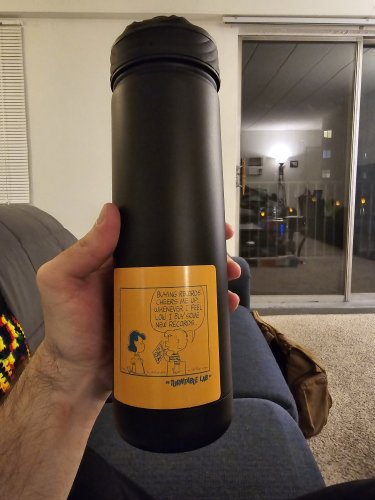 BUYING RECORDS
CHEERS ME UP.
WHENEVER I FEEL
LOW I BUY SOME
NEW RECORDS.
"TURNTABLE LAB"